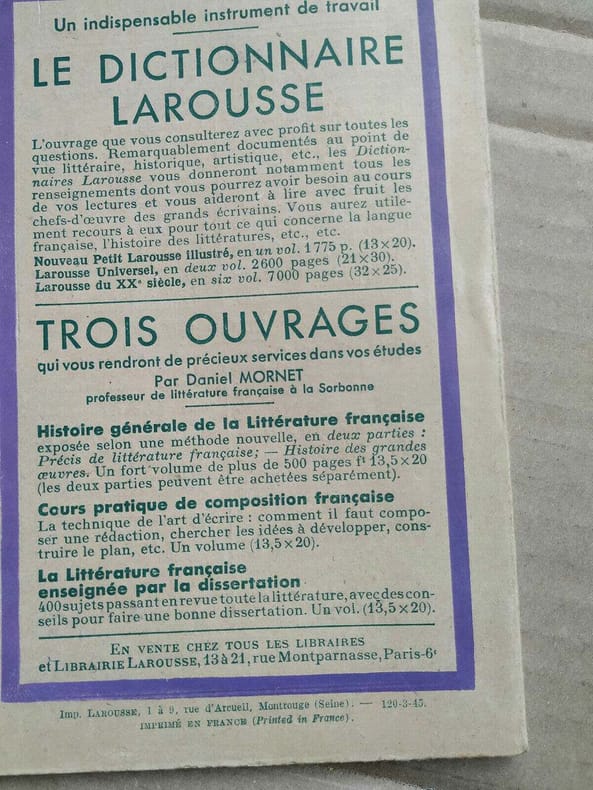 Un indispensable instrument de travail
LE DICTIONNAIRE
LAROUSSE
L'ouvrage que vous consulterez avec profit sur toutes les
questions. Remarquablement documentés au point de
vue littéraire, historique, artistique, etc., les Diction-
naires Larousse vous donneront notamment tous les
renseignements dont vous pourrez avoir besoin au cours
de vos lectures et vous aideront à lire avec fruit les
chefs-d'œuvre des grands écrivains. Vous aurez utile-
ment recours à eux pour tout ce qui concerne la langue
française, l'histoire des littératures, etc., etc.
Nouveau Petit Larousse illustré, en un vol. 1775 p. (13×20).
Larousse Universel, en deux vol. 2600 pages (21×30).
Larousse du XXe siècle, en six vol. 7000 pages (32×25).
TROIS OUVRAGES
qui vous rendront de précieux services dans vos études
Par Daniel MORNET
professeur de littérature française à la Sorbonne
Histoire générale de la Littérature française
exposée selon une méthode nouvelle, en deux parties :
Précis de littérature française; — Histoire des grandes
œuvres. Un fort volume de plus de 500 pages ft 13,5×20
(les deux parties peuvent être achetées séparément).
Cours pratique de composition française
La technique de l'art d'écrire : comment il faut compo-
ser une rédaction, chercher les idées à développer, cons-
truire le plan, etc. Un volume (13,5×20).
La Littérature française
enseignée par la dissertation
400 sujets passant en revue toute la littérature, avec des con-
seils pour faire une bonne dissertation. Un vol. (13,5×20).
EN VENTE CHEZ TOUS LES LIBRAIRES
et LIBRAIRIE LAROUSSE, 13 à 21, rue Montparnasse, Paris-6e
Imp. LAROUSSE, 1 à 9, rue d'Arcueil, Montrouge (Seine). — 120-3-45.
IMPRIMÉ EN FRANCE (Printed in France).